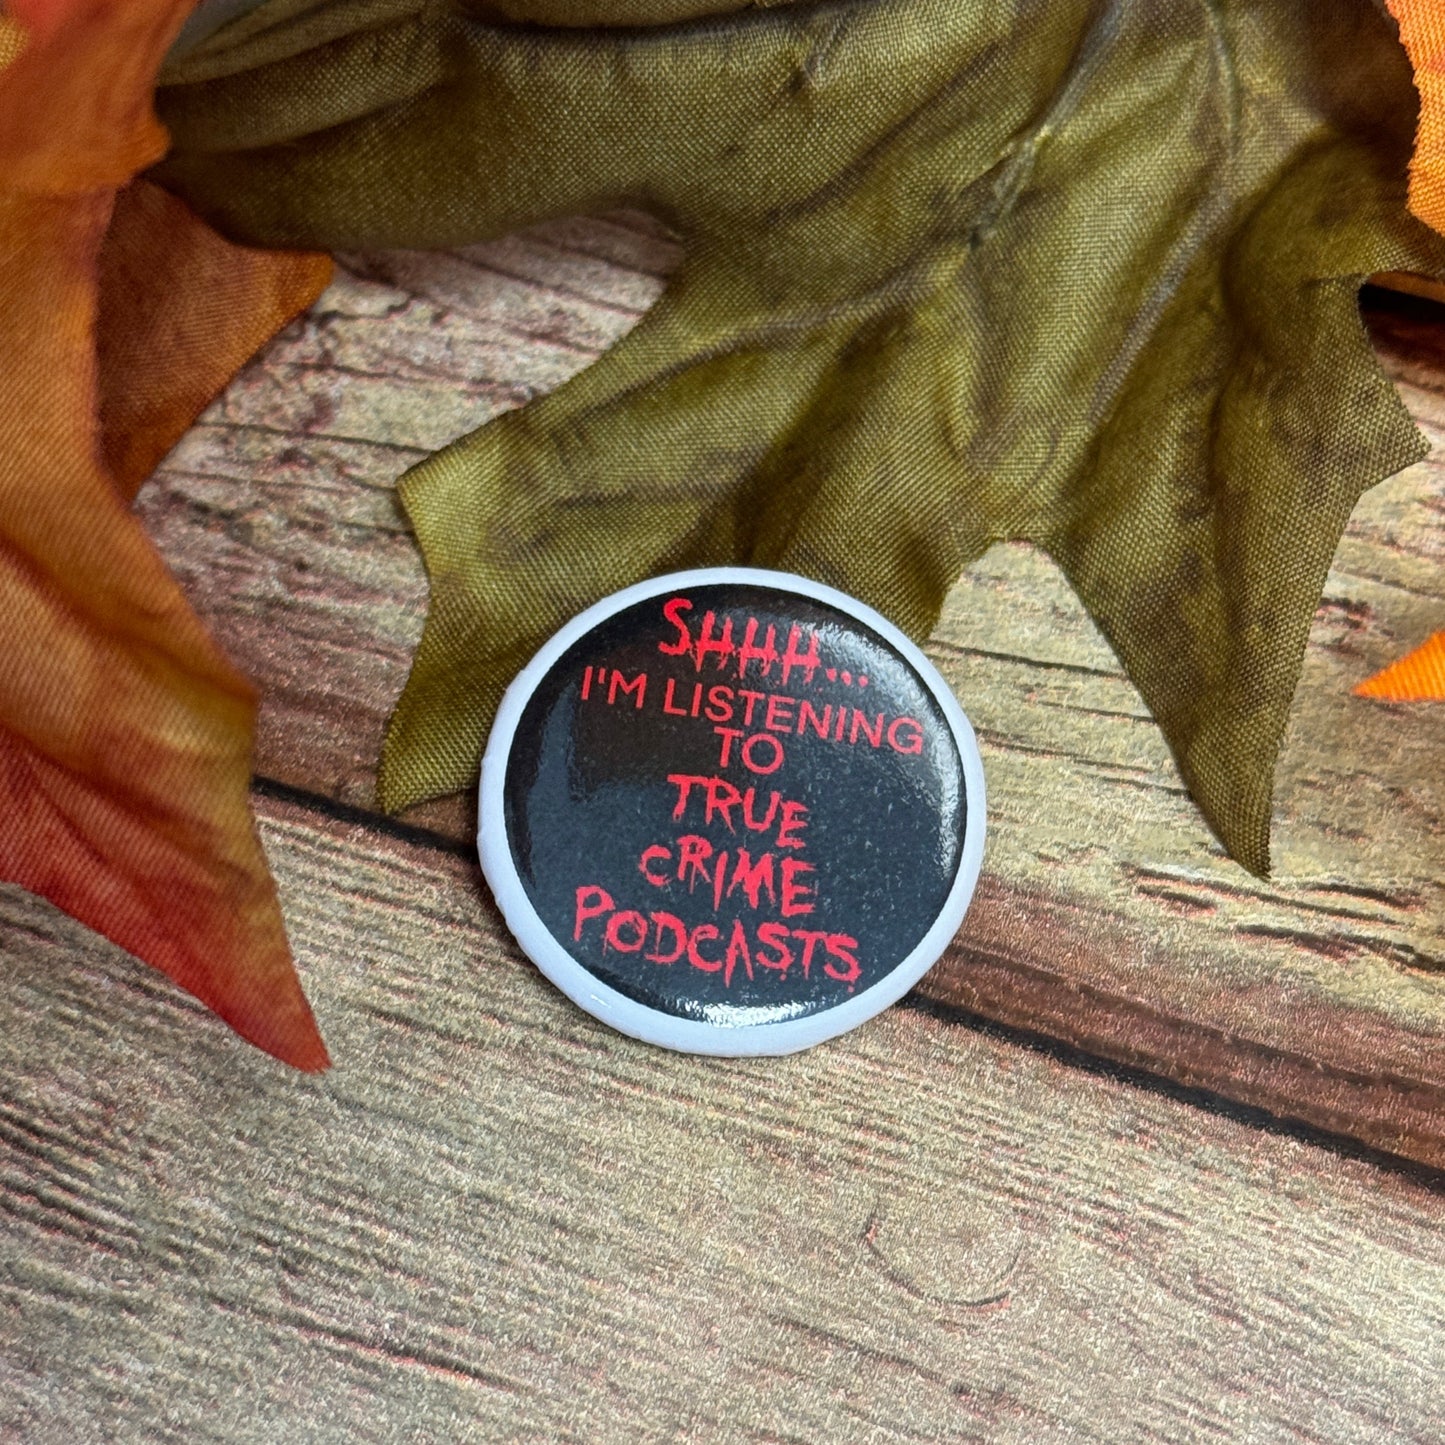 SHHH...
I'M LISTENING
TO
TRUE
CRIME
PODCASTS